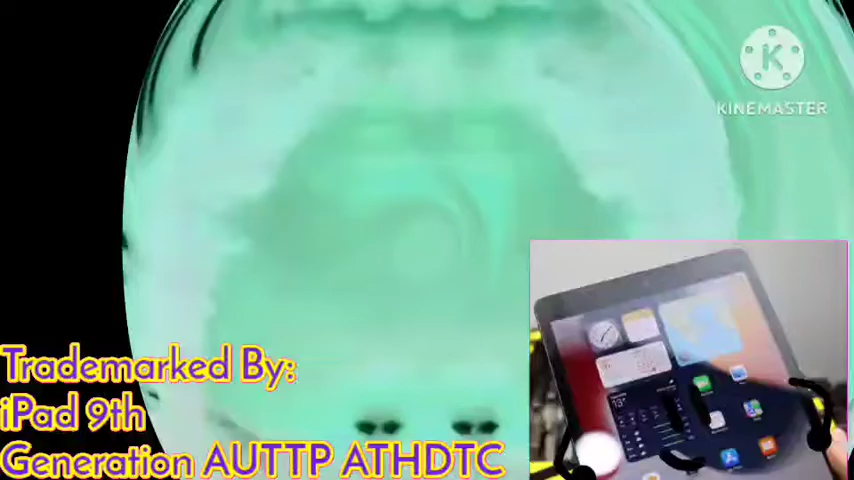 KINEMASTER
Trademarked By:
iPad 9th
Generation AUTTP ATHDTC